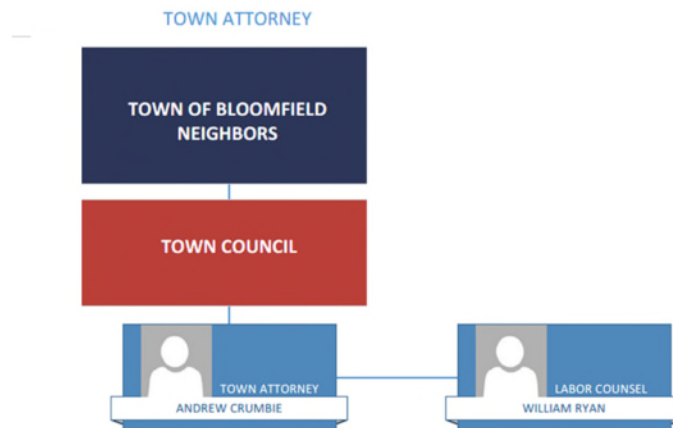 TOWN ATTORNEY
TOWN OF BLOOMFIELD
NEIGHBORS
TOWN COUNCIL
TOWN ATTORNEY
ANDREW CRUMBIE
LABOR COUNSEL
WILLIAM RYAN